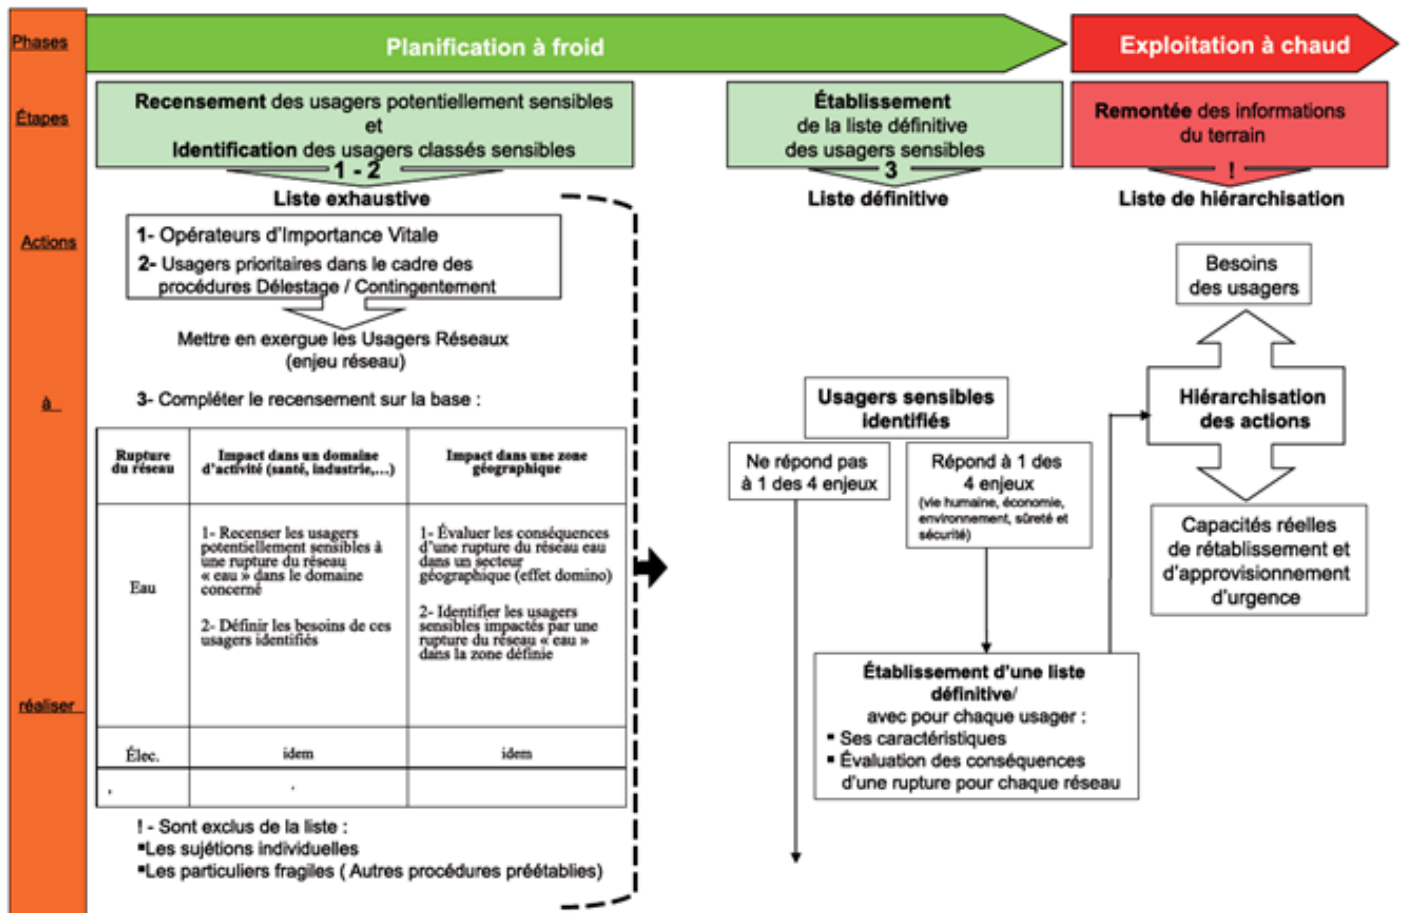 Phases
Planification à froid
Exploitation à chaud
Étapes
Recensement des usagers potentiellement sensibles
et
Identification des usagers classés sensibles
1 - 2
Établissement
de la liste définitive
des usagers sensibles
3
Remontée des informations
du terrain
!
Liste exhaustive
Liste définitive
Liste de hiérarchisation
Actions
à
réaliser
1- Opérateurs d'Importance Vitale
2- Usagers prioritaires dans le cadre des
procédures Délestage / Contingentement
Mettre en exergue les Usagers Réseaux
(enjeu réseau)
3- Compléter le recensement sur la base :
Rupture
du réseau
Impact dans un domaine
d'activité (santé, industrie,…)
Impact dans une zone
géographique
Eau
1- Recenser les usagers
potentiellement sensibles à
une rupture du réseau
« eau » dans le domaine
concerné
2- Définir les besoins de ces
usagers identifiés
1- Évaluer les conséquences
d'une rupture du réseau eau
dans un secteur
géographique (effet domino)
2- Identifier les usagers
sensibles impactés par une
rupture du réseau « eau »
dans la zone définie
Élec.
idem
idem
.
.
! - Sont exclus de la liste :
▪Les sujétions individuelles
▪Les particuliers fragiles ( Autres procédures préétablies)
Usagers sensibles
identifiés
Ne répond pas
à 1 des 4 enjeux
Répond à 1 des
4 enjeux
(vie humaine, économie,
environnement, sûreté et
sécurité)
Établissement d'une liste
définitive/
avec pour chaque usager :
▪ Ses caractéristiques
▪ Évaluation des conséquences
d'une rupture pour chaque réseau
Besoins
des usagers
Hiérarchisation
des actions
Capacités réelles
de rétablissement et
d'approvisionnement
d'urgence